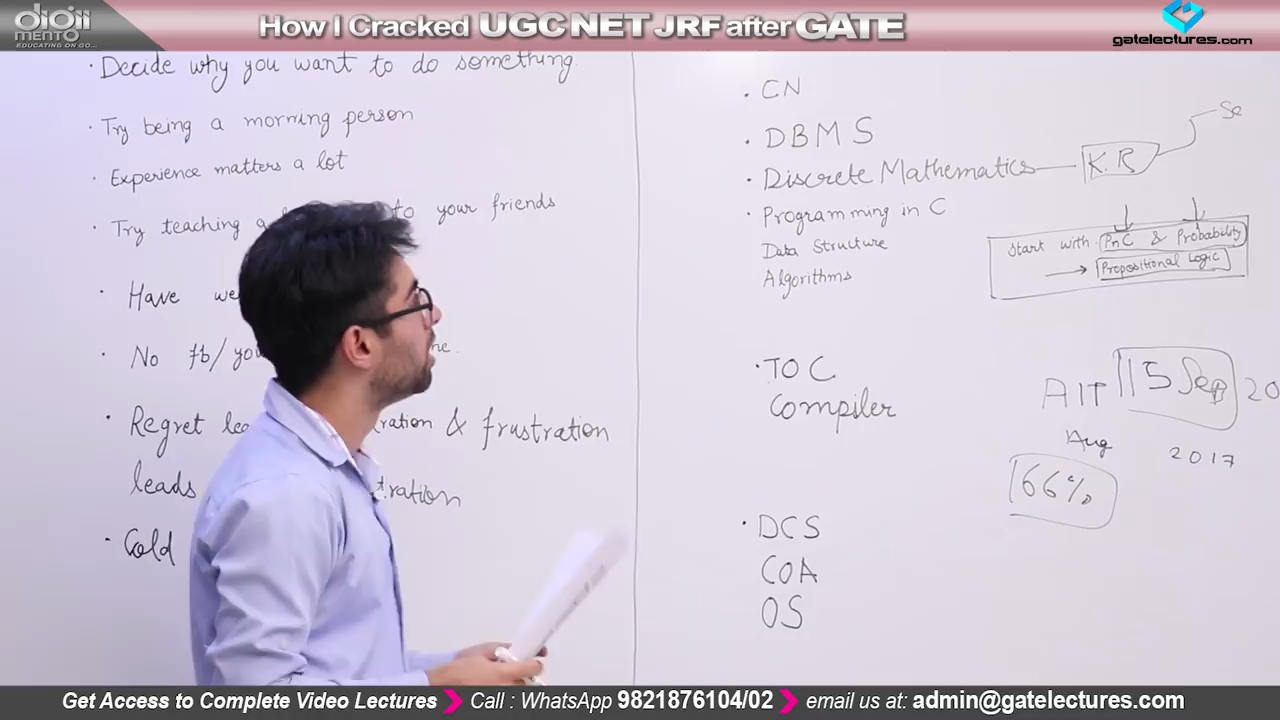 digii
mento
EDUCATING ON GO...
How I Cracked UGC NET JRF after GATE
gatelectures.com
· Decide why you want to do something.
· Try being a morning person
· Experience matters a lot
· Try teaching to your friends
· Have
· No fb/
· Regret & frustration
leads
· Cold
· CN
· DBMS
· Discrete Mathematics — K.R
· Programming in C
Data Structure
Algorithms
Start with PnC & Probability
→ Propositional Logic
· TOC
Compiler
AIT 15 Sep 20
Aug 2017
66%
· DCS
COA
OS
Get Access to Complete Video Lectures Call : WhatsApp 9821876104/02 email us at: admin@gatelectures.com